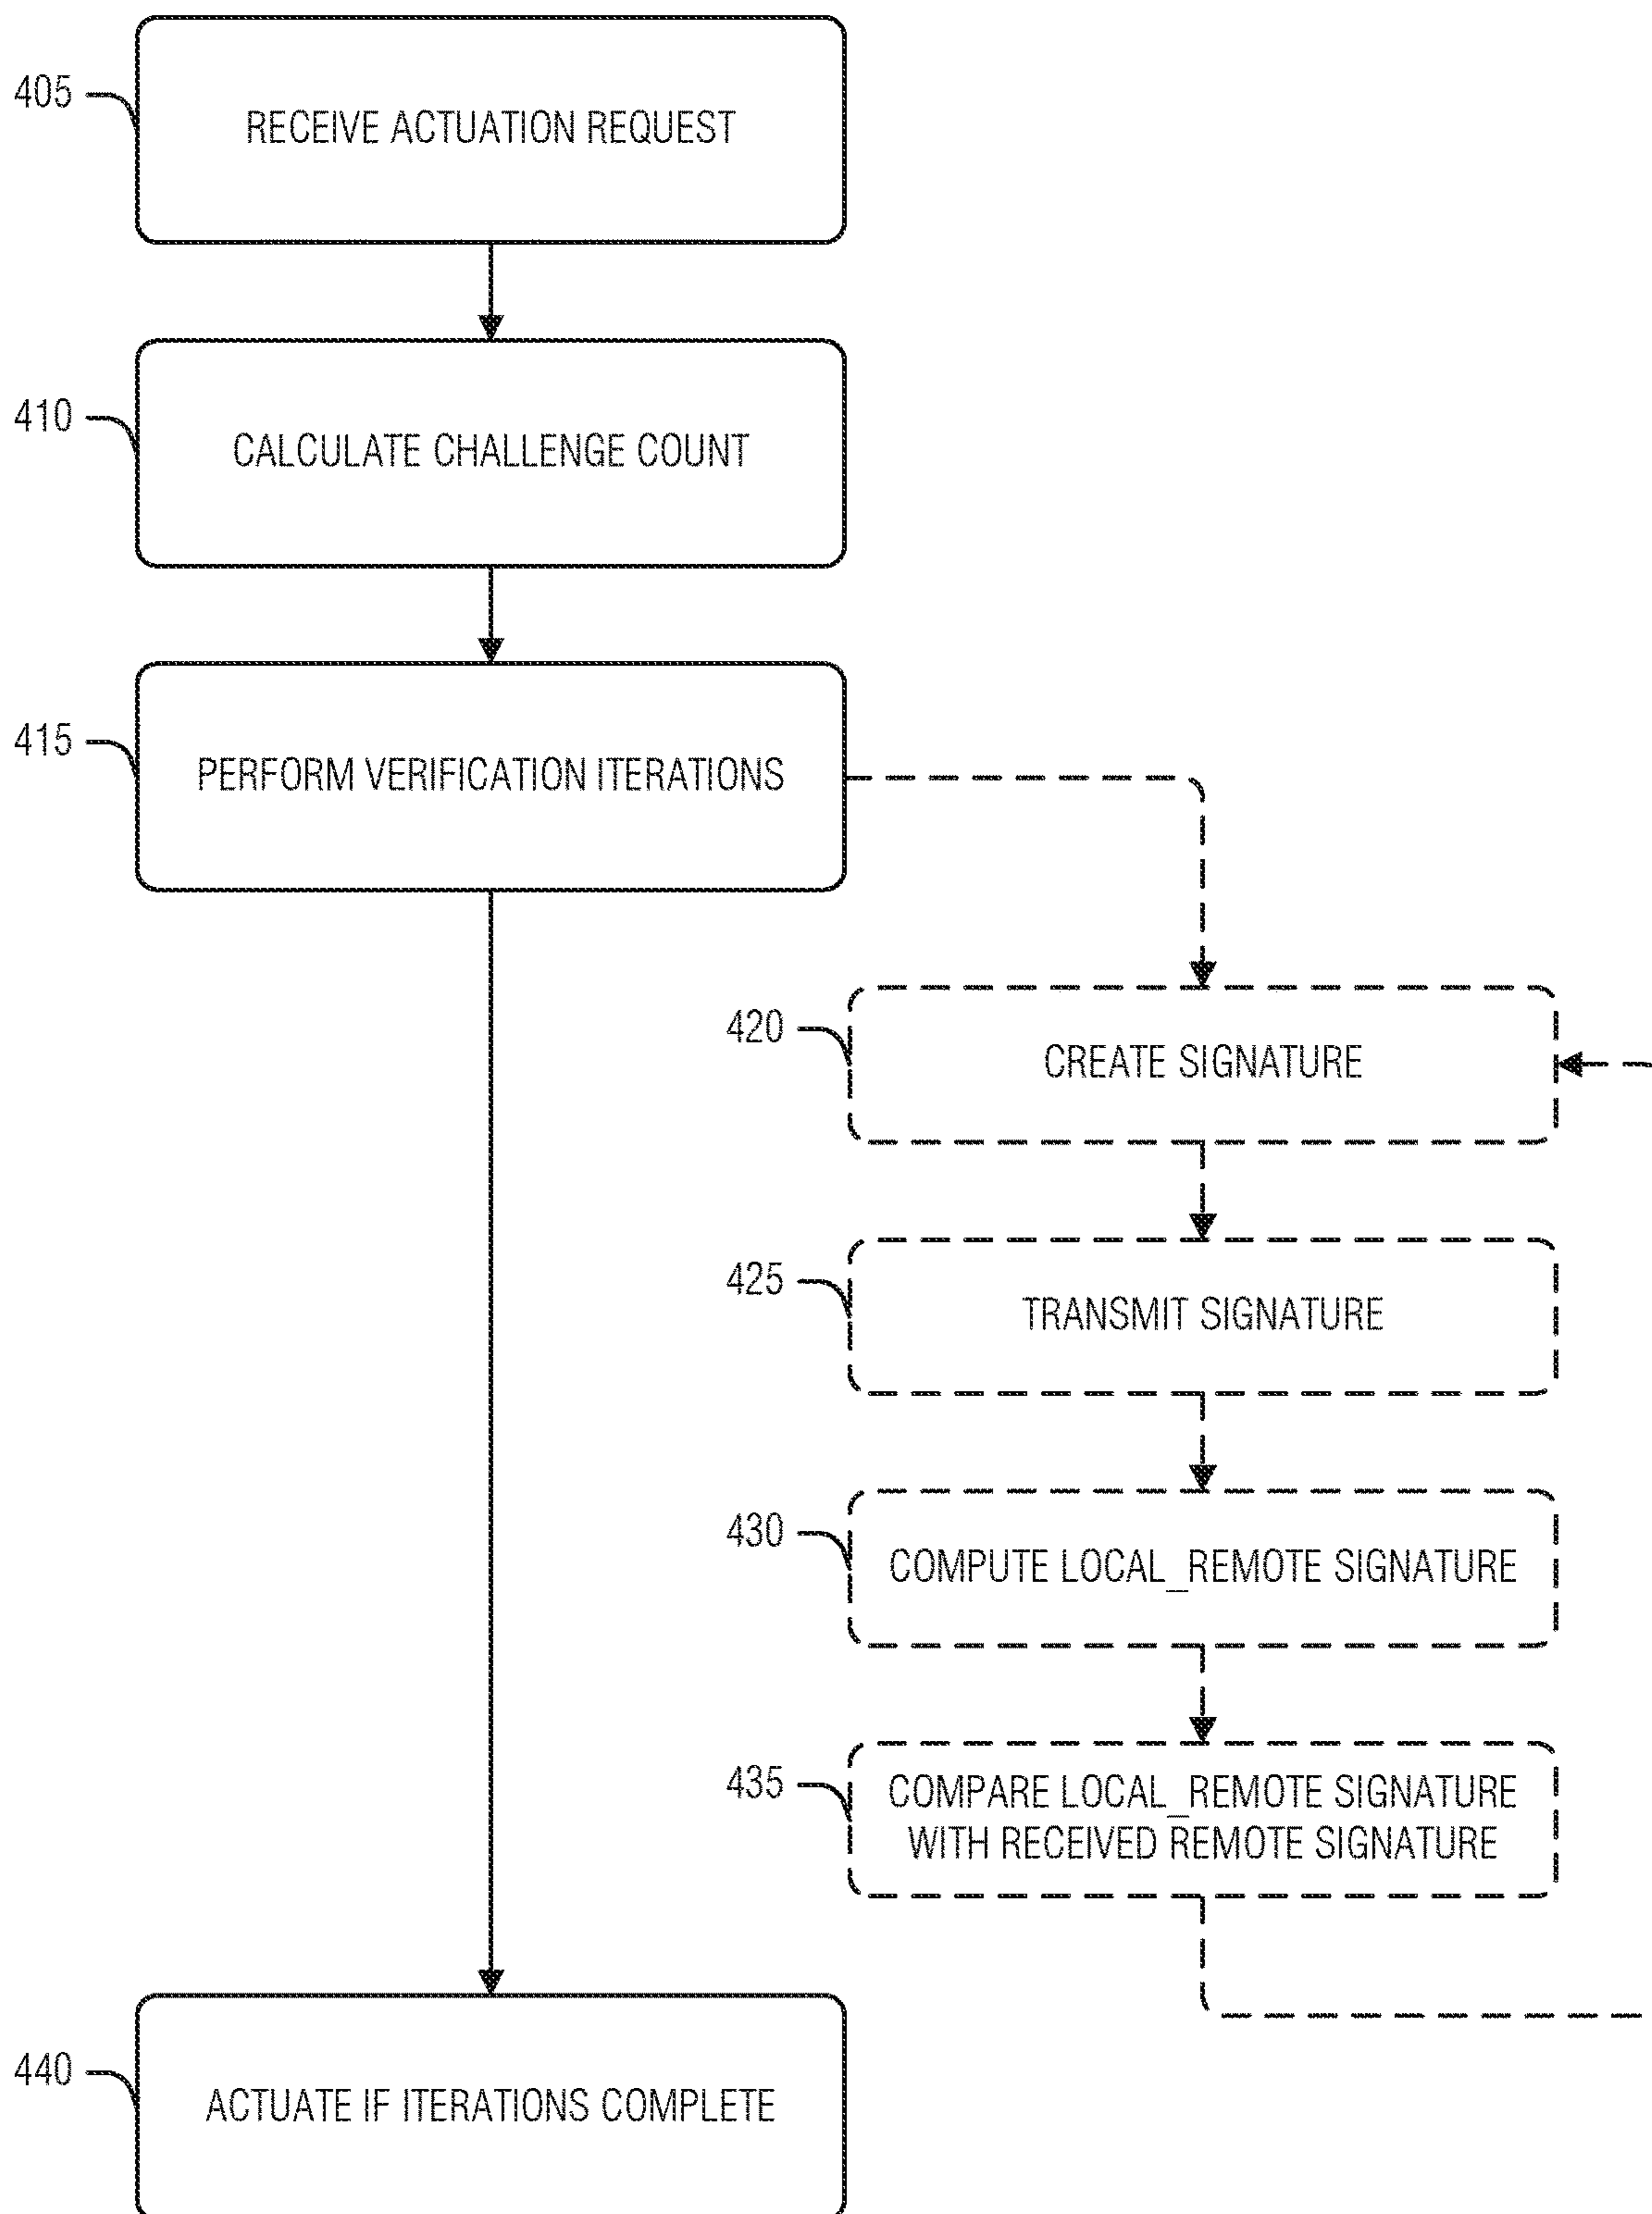 405
RECEIVE ACTUATION REQUEST
410
CALCULATE CHALLENGE COUNT
415
PERFORM VERIFICATION ITERATIONS
420
CREATE SIGNATURE
425
TRANSMIT SIGNATURE
430
COMPUTE LOCAL_REMOTE SIGNATURE
435
COMPARE LOCAL_REMOTE SIGNATURE
WITH RECEIVED REMOTE SIGNATURE
440
ACTUATE IF ITERATIONS COMPLETE